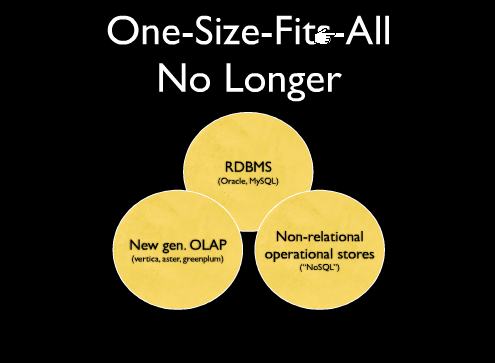 One-Size-Fits-All
No Longer
RDBMS
(Oracle, MySQL)
New gen. OLAP
(vertica, aster, greenplum)
Non-relational
operational stores
("NoSQL")